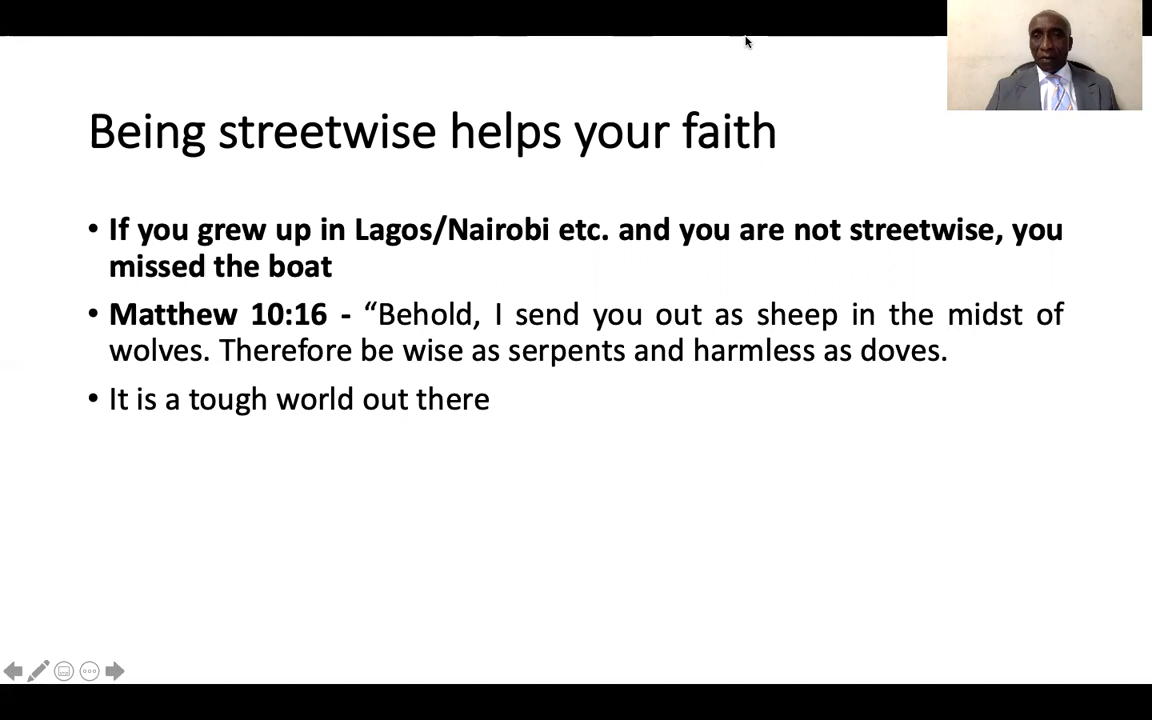 Being streetwise helps your faith
• If you grew up in Lagos/Nairobi etc. and you are not streetwise, you
missed the boat
• Matthew 10:16 - “Behold, I send you out as sheep in the midst of
wolves. Therefore be wise as serpents and harmless as doves.
• It is a tough world out there